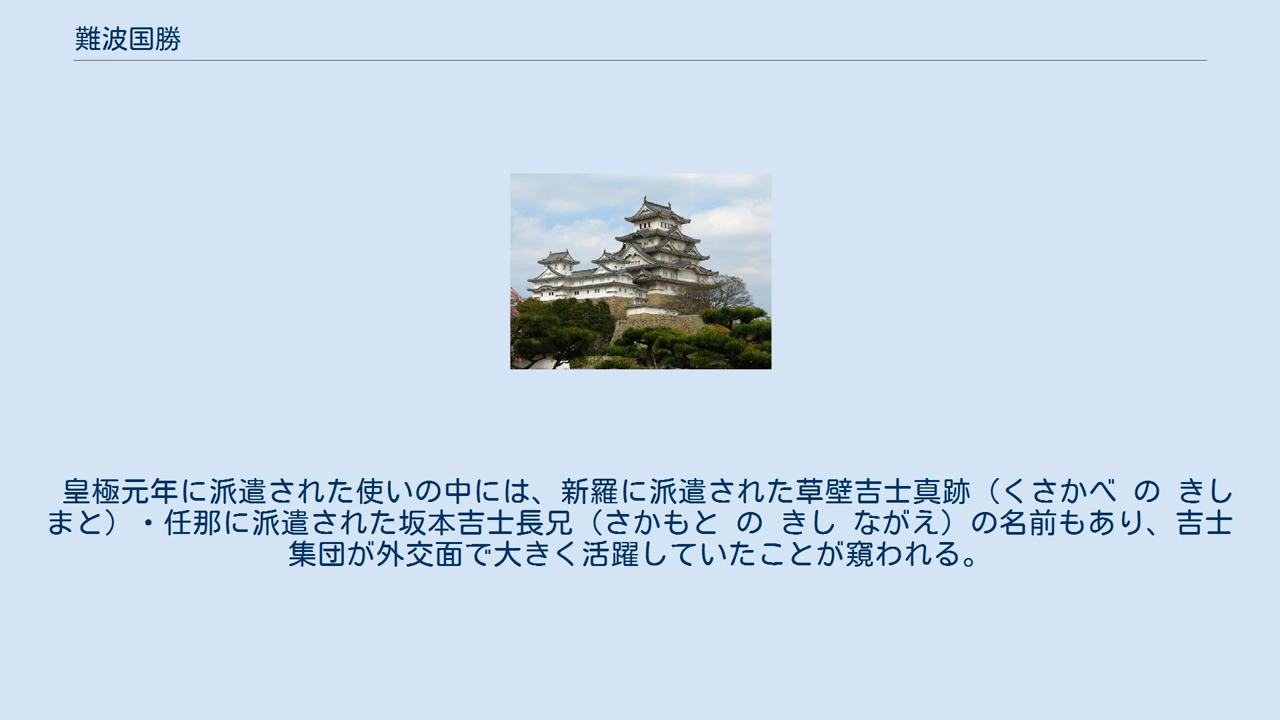 難波国勝
皇極元年に派遣された使いの中には、新羅に派遣された草壁吉士真跡（くさかべ の きし
まと）・任那に派遣された坂本吉士長兄（さかもと の きし ながえ）の名前もあり、吉士
集団が外交面で大きく活躍していたことが窺われる。